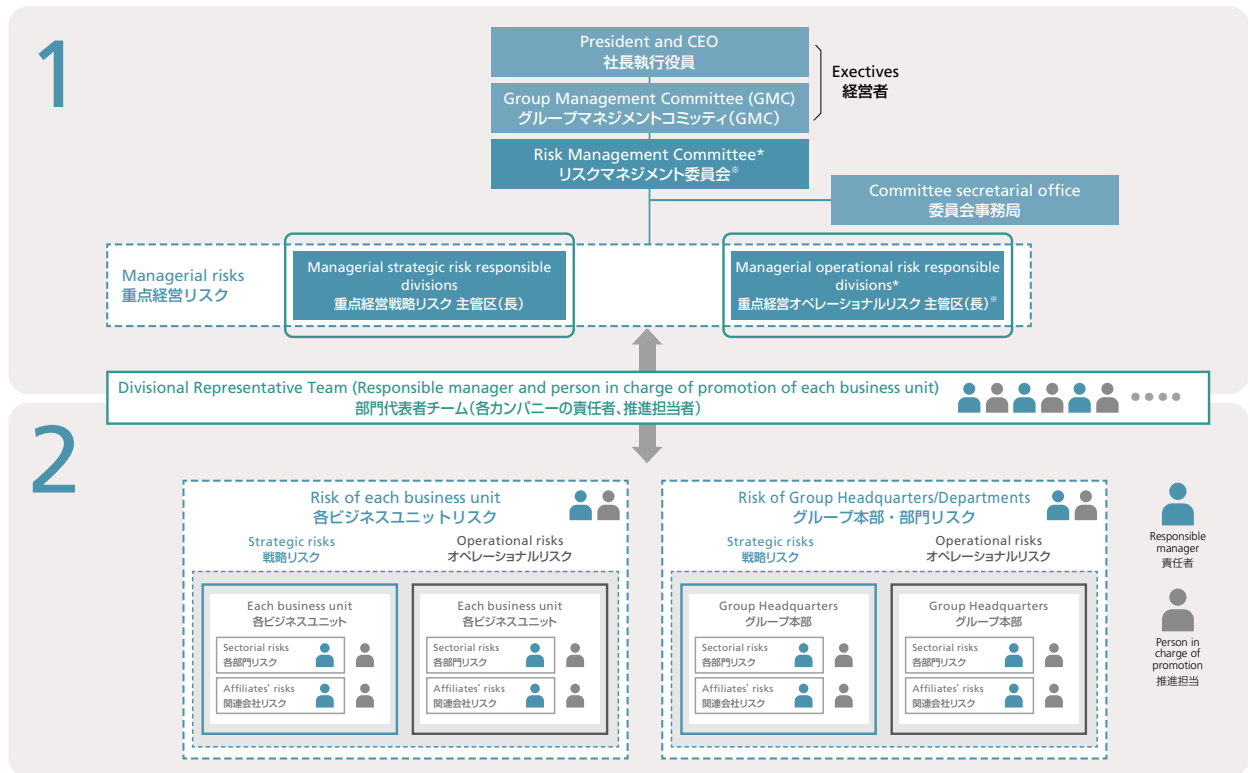 1
President and CEO
社長執行役員
Group Management Committee (GMC)
グループマネジメントコミッティ(GMC)
Exectives
経営者
Risk Management Committee*
リスクマネジメント委員会※
Committee secretarial office
委員会事務局
Managerial risks
重点経営リスク
Managerial strategic risk responsible
divisions
重点経営戦略リスク 主管区(長)
Managerial operational risk responsible
divisions*
重点経営オペレーショナルリスク 主管区(長)※
Divisional Representative Team (Responsible manager and person in charge of promotion of each business unit)
部門代表者チーム(各カンパニーの責任者、推進担当者)
2
Risk of each business unit
各ビジネスユニットリスク
Strategic risks
戦略リスク
Operational risks
オペレーショナルリスク
Each business unit
各ビジネスユニット
Sectorial risks
各部門リスク
Affiliates' risks
関連会社リスク
Each business unit
各ビジネスユニット
Sectorial risks
各部門リスク
Affiliates' risks
関連会社リスク
Risk of Group Headquarters/Departments
グループ本部・部門リスク
Strategic risks
戦略リスク
Operational risks
オペレーショナルリスク
Group Headquarters
グループ本部
Sectorial risks
各部門リスク
Affiliates' risks
関連会社リスク
Group Headquarters
グループ本部
Sectorial risks
各部門リスク
Affiliates' risks
関連会社リスク
Responsible
manager
責任者
Person in
charge of
promotion
推進担当